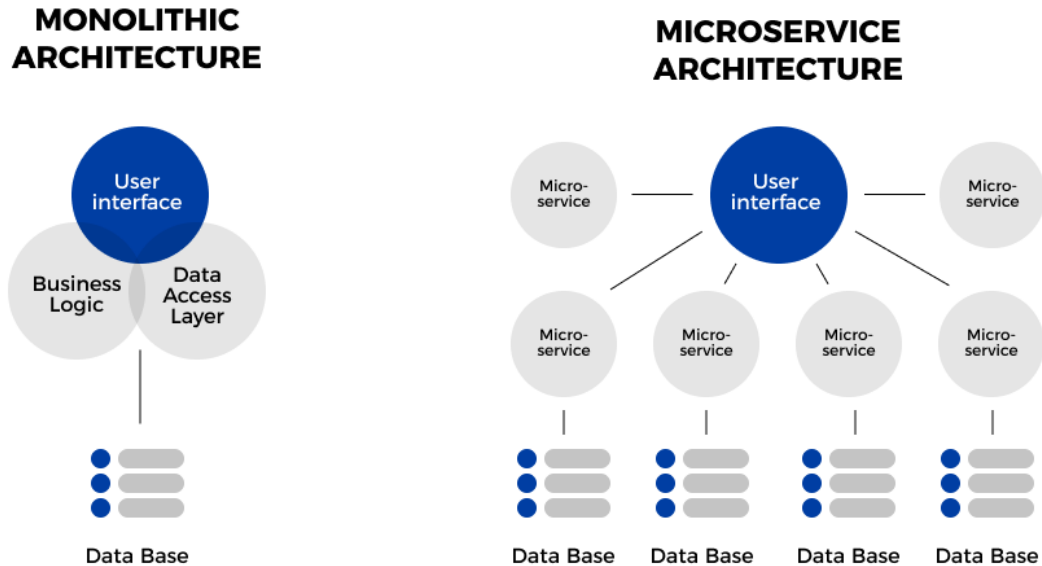 MONOLITHIC
ARCHITECTURE
User
interface
Business
Logic
Data
Access
Layer
Data Base
MICROSERVICE
ARCHITECTURE
Micro-
service
User
interface
Micro-
service
Micro-
service
Micro-
service
Micro-
service
Micro-
service
Data Base
Data Base
Data Base
Data Base